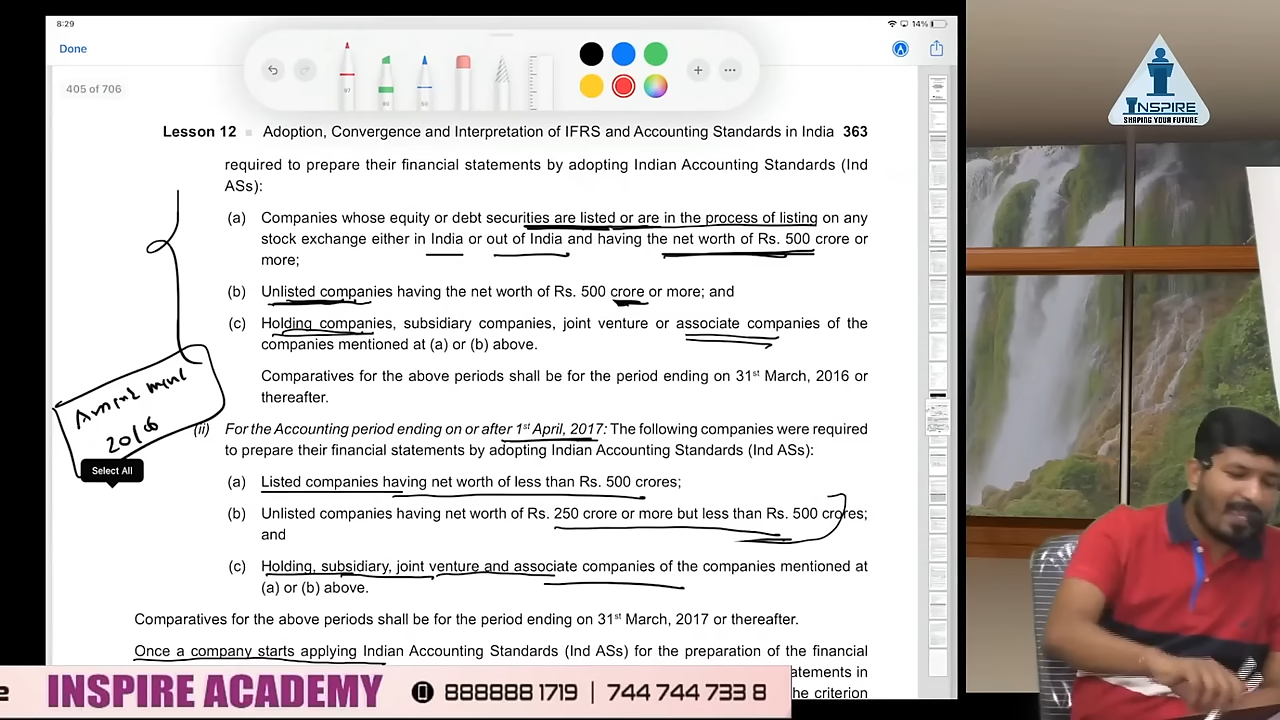 8:29
14%
Done
97
98
50
405 of 706
INSPIRE
SHAPING YOUR FUTURE
Lesson 12 ■ Adoption, Convergence and Interpretation of IFRS and Accounting Standards in India 363
required to prepare their financial statements by adopting Indian Accounting Standards (Ind
ASs):
(a) Companies whose equity or debt securities are listed or are in the process of listing on any
stock exchange either in India or out of India and having the net worth of Rs. 500 crore or
more;
(b) Unlisted companies having the net worth of Rs. 500 crore or more; and
(c) Holding companies, subsidiary companies, joint venture or associate companies of the
companies mentioned at (a) or (b) above.
Comparatives for the above periods shall be for the period ending on 31st March, 2016 or
thereafter.
2016
Select All
(ii) For the Accounting period ending on or after 1st April, 2017: The following companies were required
to prepare their financial statements by adopting Indian Accounting Standards (Ind ASs):
(a) Listed companies having net worth of less than Rs. 500 crores;
(b) Unlisted companies having net worth of Rs. 250 crore or more but less than Rs. 500 crores;
and
(c) Holding, subsidiary, joint venture and associate companies of the companies mentioned at
(a) or (b) above.
Comparatives for the above periods shall be for the period ending on 31st March, 2017 or thereafter.
Once a company starts applying Indian Accounting Standards (Ind ASs) for the preparation of the financial
atements in
he criterion
e INSPIRE ACADEMY 888888 1719 | 744 744 733 8